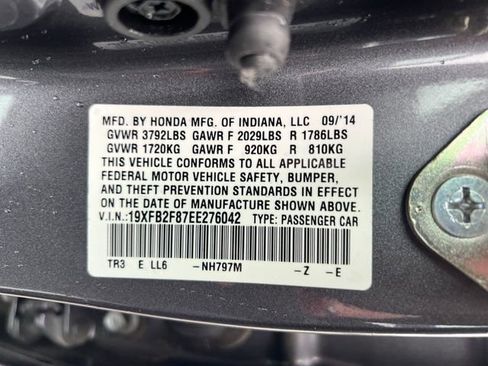 MFD. BY HONDA MFG. OF INDIANA, LLC 09/'14
GVWR 3792LBS GAWR F 2029LBS R 1786LBS
GVWR 1720KG GAWR F 920KG R 810KG
THIS VEHICLE CONFORMS TO ALL APPLICABLE
FEDERAL MOTOR VEHICLE SAFETY, BUMPER,
AND THEFT PREVENTION STANDARDS IN EFFECT
ON THE DATE OF MANUFACTURE SHOWN ABOVE.
V.I.N.: 19XFB2F87EE276042 TYPE: PASSENGER CAR
TR3 E LL6 -NH797M -Z -E